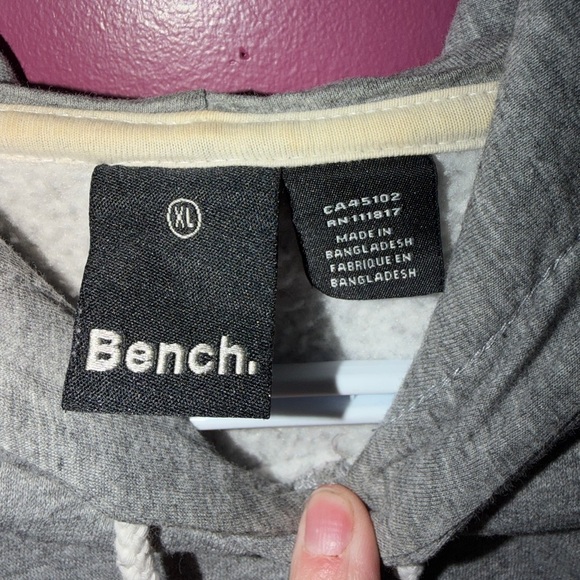 XL
Bench.
CA45102
RN111817
MADE IN
BANGLADESH
FABRIQUE EN
BANGLADESH